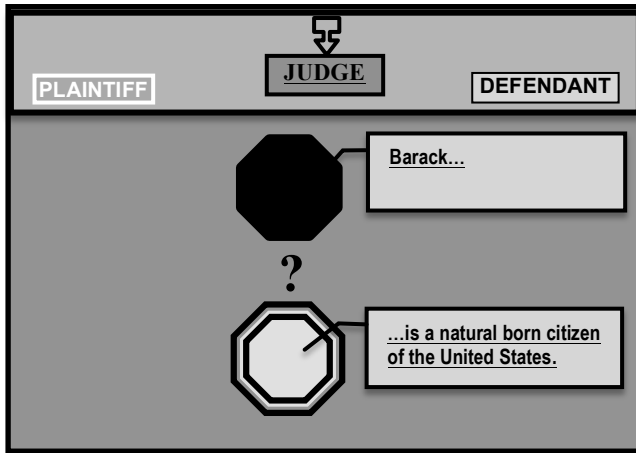 JUDGE
PLAINTIFF
DEFENDANT
Barack…
?
…is a natural born citizen
of the United States.